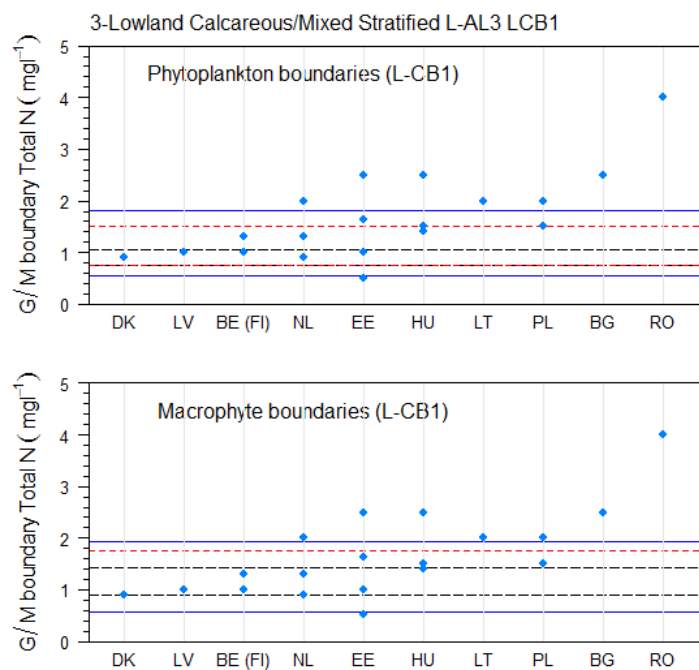 3-Lowland Calcareous/Mixed Stratified L-AL3 LCB1
G/M boundary Total N ( mgl⁻¹)
5
4
3
2
1
0
Phytoplankton boundaries (L-CB1)
DK LV BE (FI) NL EE HU LT PL BG RO
G/M boundary Total N ( mgl⁻¹)
5
4
3
2
1
0
Macrophyte boundaries (L-CB1)
DK LV BE (FI) NL EE HU LT PL BG RO